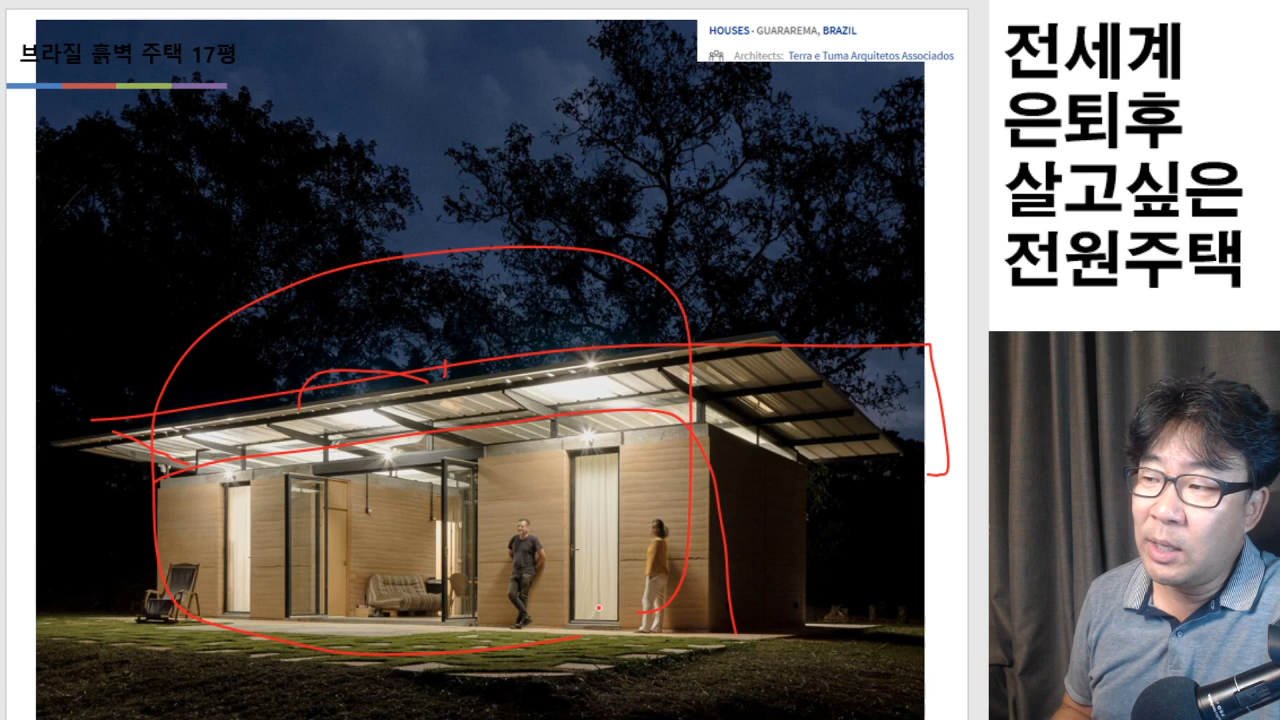 브라질 흙벽 주택 17평
HOUSES · GUARAREMA, BRAZIL
Architects: Terra e Tuma Arquitetos Associados
전세계
은퇴후
살고싶은
전원주택